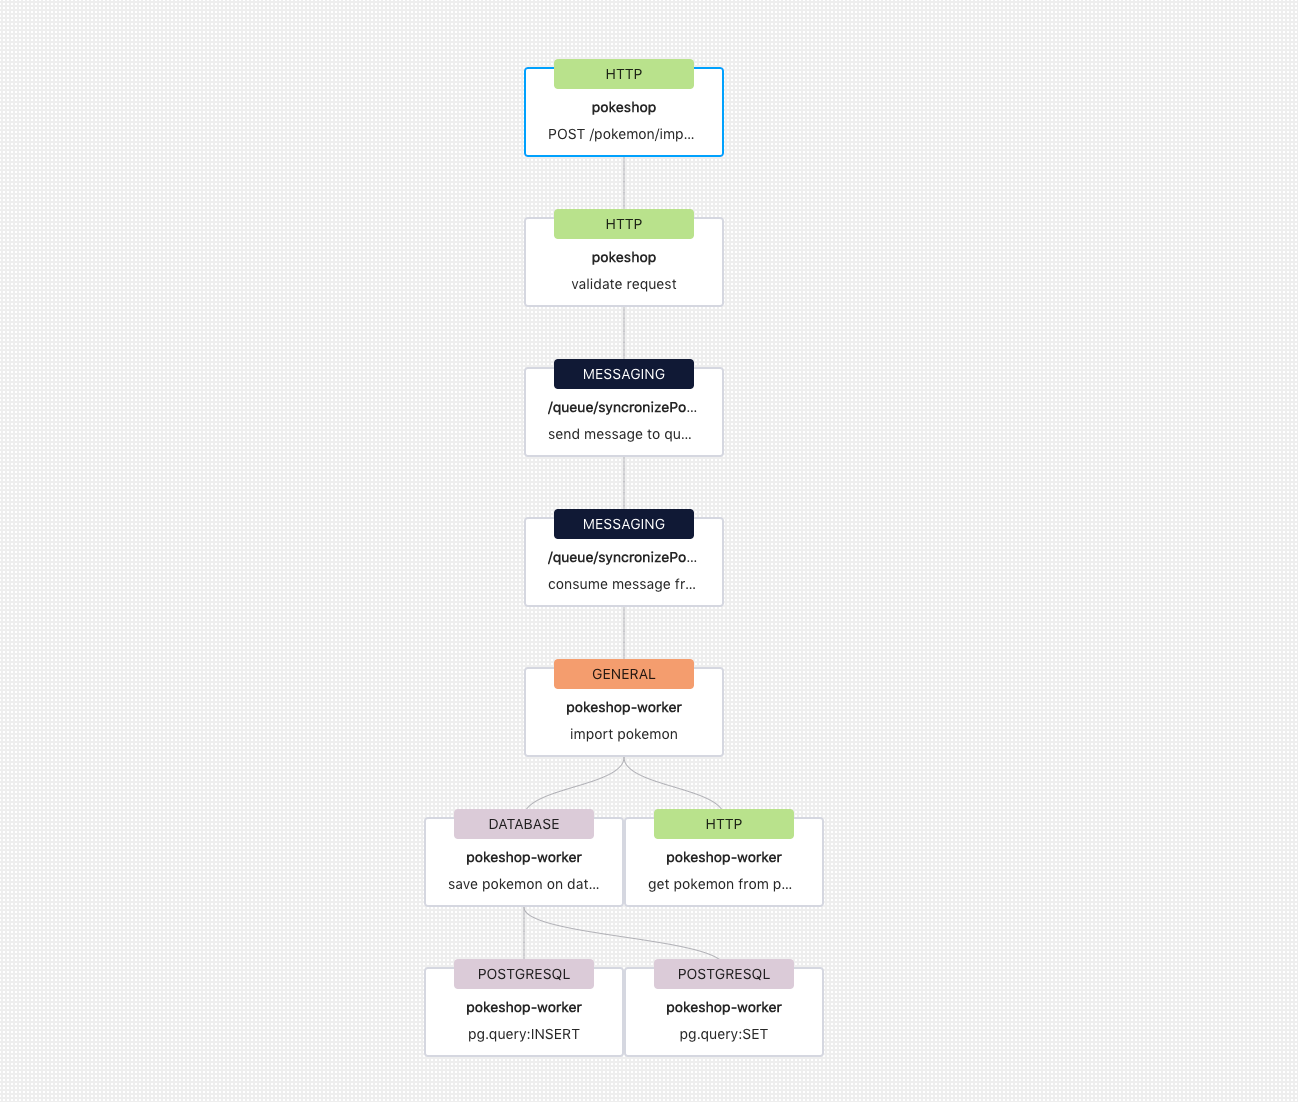 HTTP
pokeshop
POST /pokemon/imp...
HTTP
pokeshop
validate request
MESSAGING
/queue/syncronizePo...
send message to qu...
MESSAGING
/queue/syncronizePo...
consume message fr...
GENERAL
pokeshop-worker
import pokemon
DATABASE
pokeshop-worker
save pokemon on dat...
HTTP
pokeshop-worker
get pokemon from p...
POSTGRESQL
pokeshop-worker
pg.query:INSERT
POSTGRESQL
pokeshop-worker
pg.query:SET